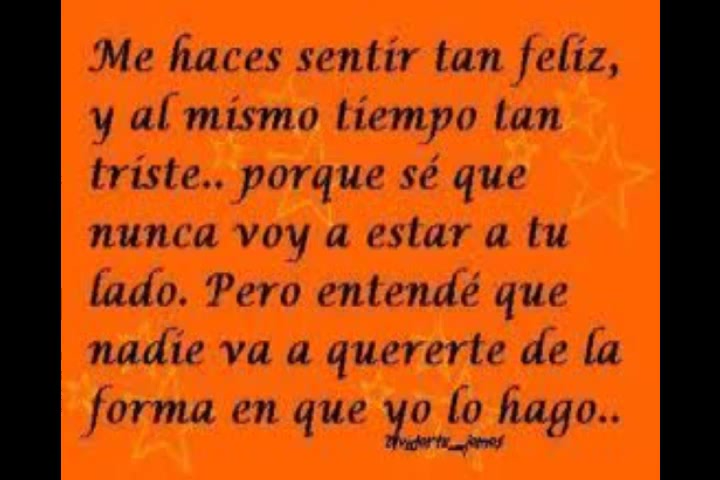 Me haces sentir tan feliz,
y al mismo tiempo tan
triste.. porque sé que
nunca voy a estar a tu
lado. Pero entendé que
nadie va a quererte de la
forma en que yo lo hago..